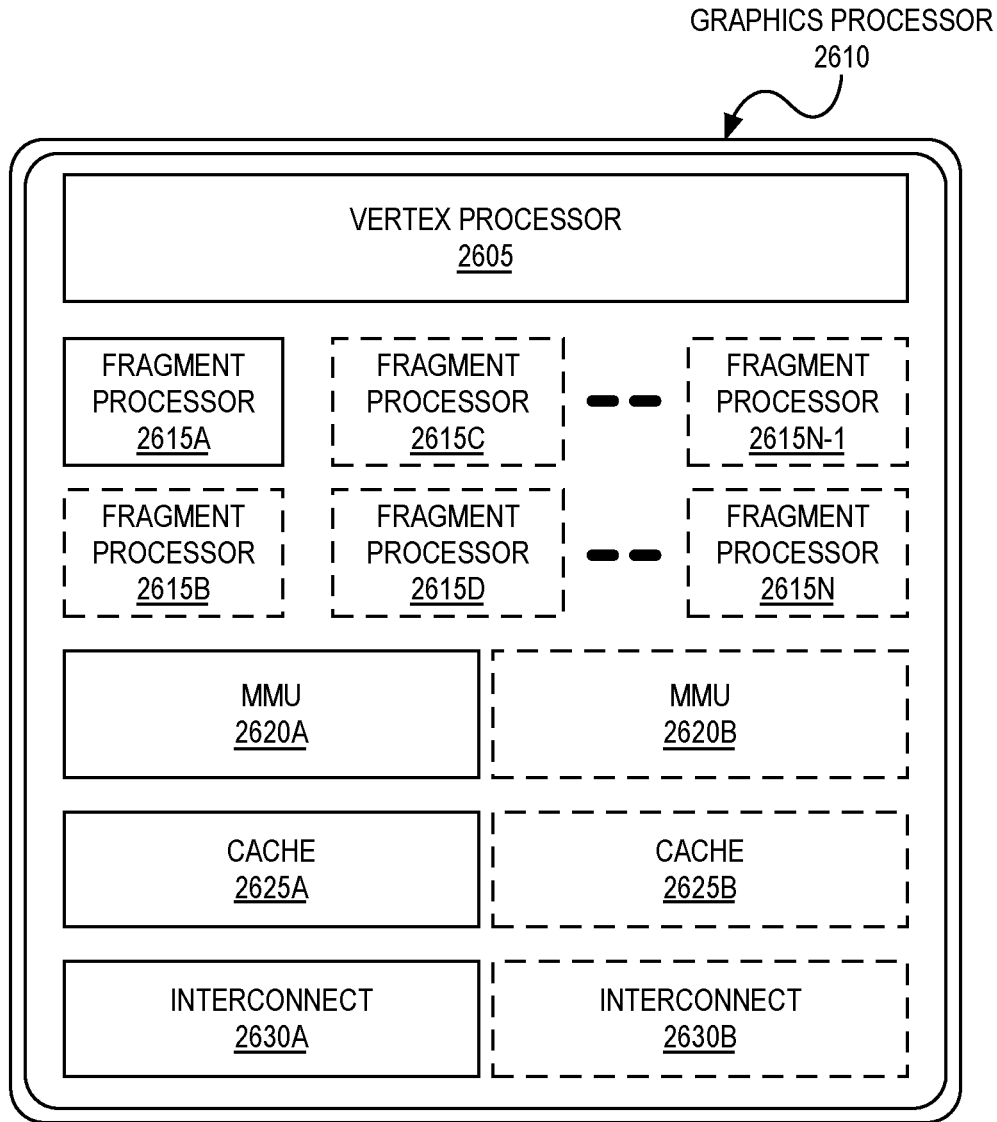 GRAPHICS PROCESSOR
2610
VERTEX PROCESSOR
2605
FRAGMENT
PROCESSOR
2615A
FRAGMENT
PROCESSOR
2615C
FRAGMENT
PROCESSOR
2615N-1
FRAGMENT
PROCESSOR
2615B
FRAGMENT
PROCESSOR
2615D
FRAGMENT
PROCESSOR
2615N
MMU
2620A
MMU
2620B
CACHE
2625A
CACHE
2625B
INTERCONNECT
2630A
INTERCONNECT
2630B